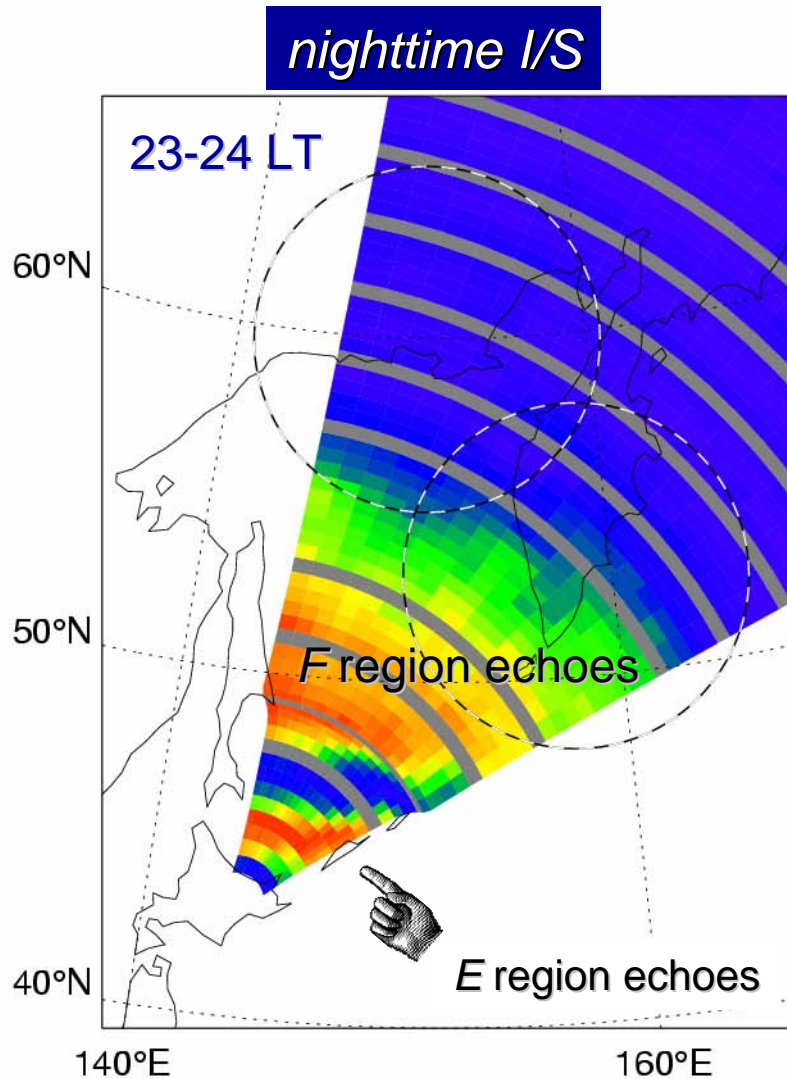 nighttime I/S
23-24 LT
60°N
50°N
F region echoes
E region echoes
40°N
140°E 160°E